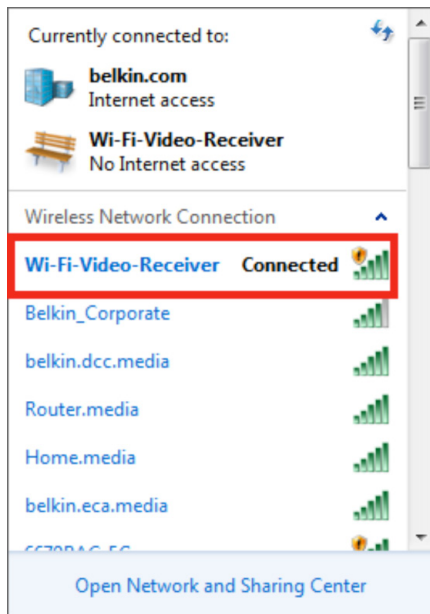 Currently connected to:
belkin.com
Internet access
Wi-Fi-Video-Receiver
No Internet access
Wireless Network Connection
Wi-Fi-Video-Receiver Connected
Belkin_Corporate
belkin.dcc.media
Router.media
Home.media
belkin.eca.media
Open Network and Sharing Center